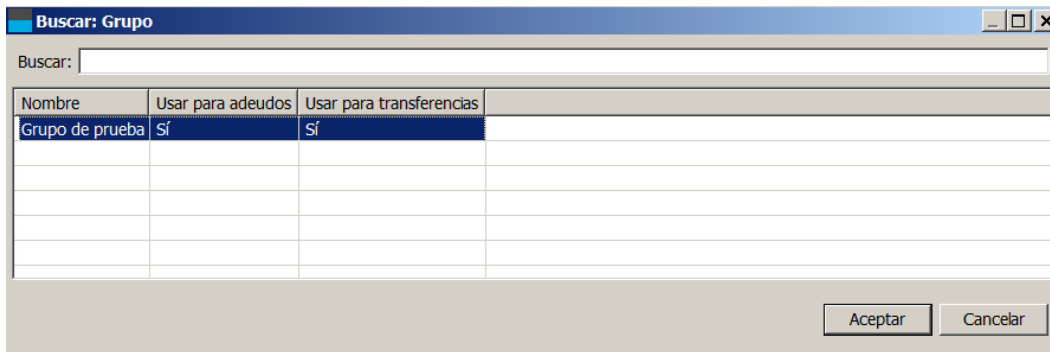 Buscar: Grupo
Buscar:
Nombre Usar para adeudos Usar para transferencias
Grupo de prueba Sí Sí
Aceptar Cancelar